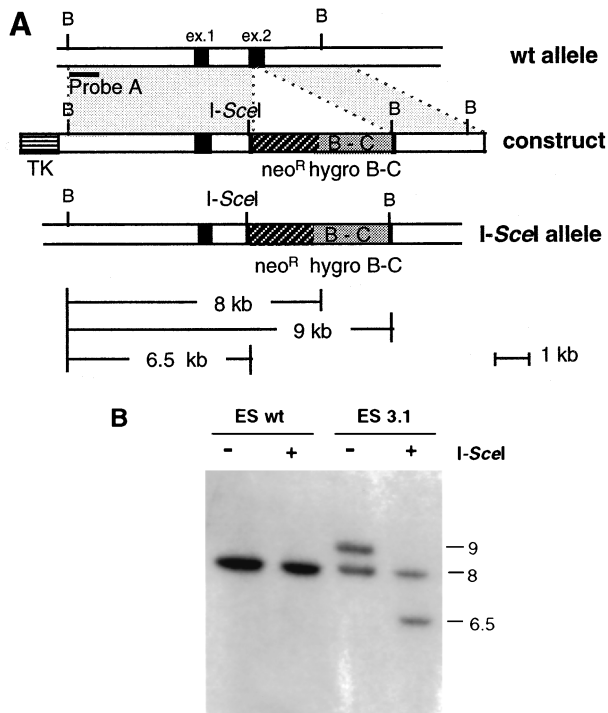 A
B
B
ex.1
ex.2
wt allele
Probe A
B
I-SceI
B
B
B - C
construct
TK
neoR hygro B-C
B
I-SceI
B
B - C
I-SceI allele
neoR hygro B-C
8 kb
9 kb
6.5 kb
1 kb
B
ES wt
ES 3.1
-
+
-
+
I-SceI
9
8
6.5